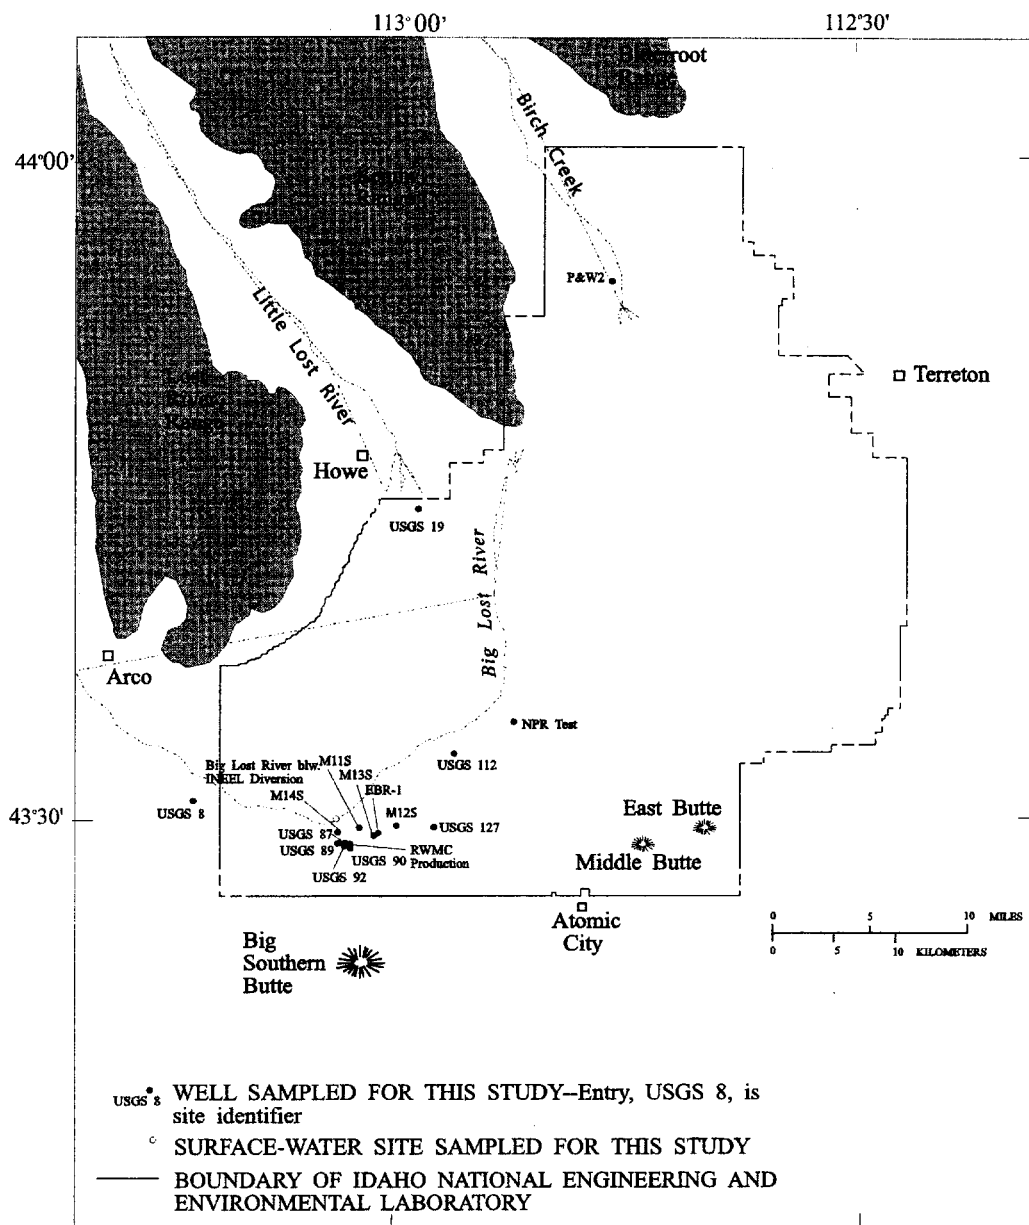 113°00'
112°30'
44°00'
Birch Creek
P&W2
Terreton
Little Lost River
Howe
USGS 19
Big Lost River
Arco
NPR Test
USGS 112
Big Lost River blw.
INEEL Diversion
M11S
M13S
EBR-1
M14S
M12S
USGS 8
43°30'
USGS 87
USGS 127
USGS 89
USGS 90
RWMC
Production
USGS 92
East Butte
Middle Butte
Atomic
City
Big
Southern
Butte
0 5 10 MILES
0 5 10 KILOMETERS
USGS 8
WELL SAMPLED FOR THIS STUDY--Entry, USGS 8, is
site identifier
SURFACE-WATER SITE SAMPLED FOR THIS STUDY
BOUNDARY OF IDAHO NATIONAL ENGINEERING AND
ENVIRONMENTAL LABORATORY